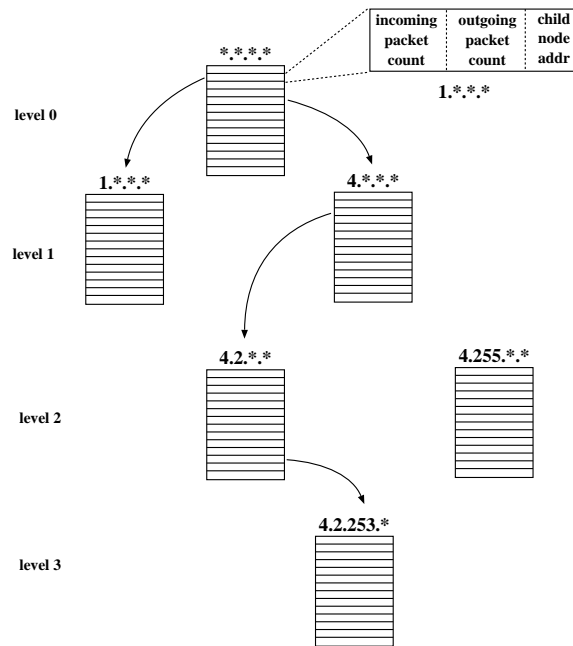 incoming outgoing child
packet packet node
count count addr
*.*.*.*
1.*.*.*
level 0
1.*.*.*
4.*.*.*
level 1
4.2.*.*
4.255.*.*
level 2
4.2.253.*
level 3